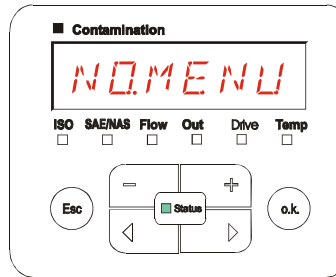 Contamination
NO.MENU
ISO SAE/NAS Flow Out Drive Temp
− +
Esc Status o.k.